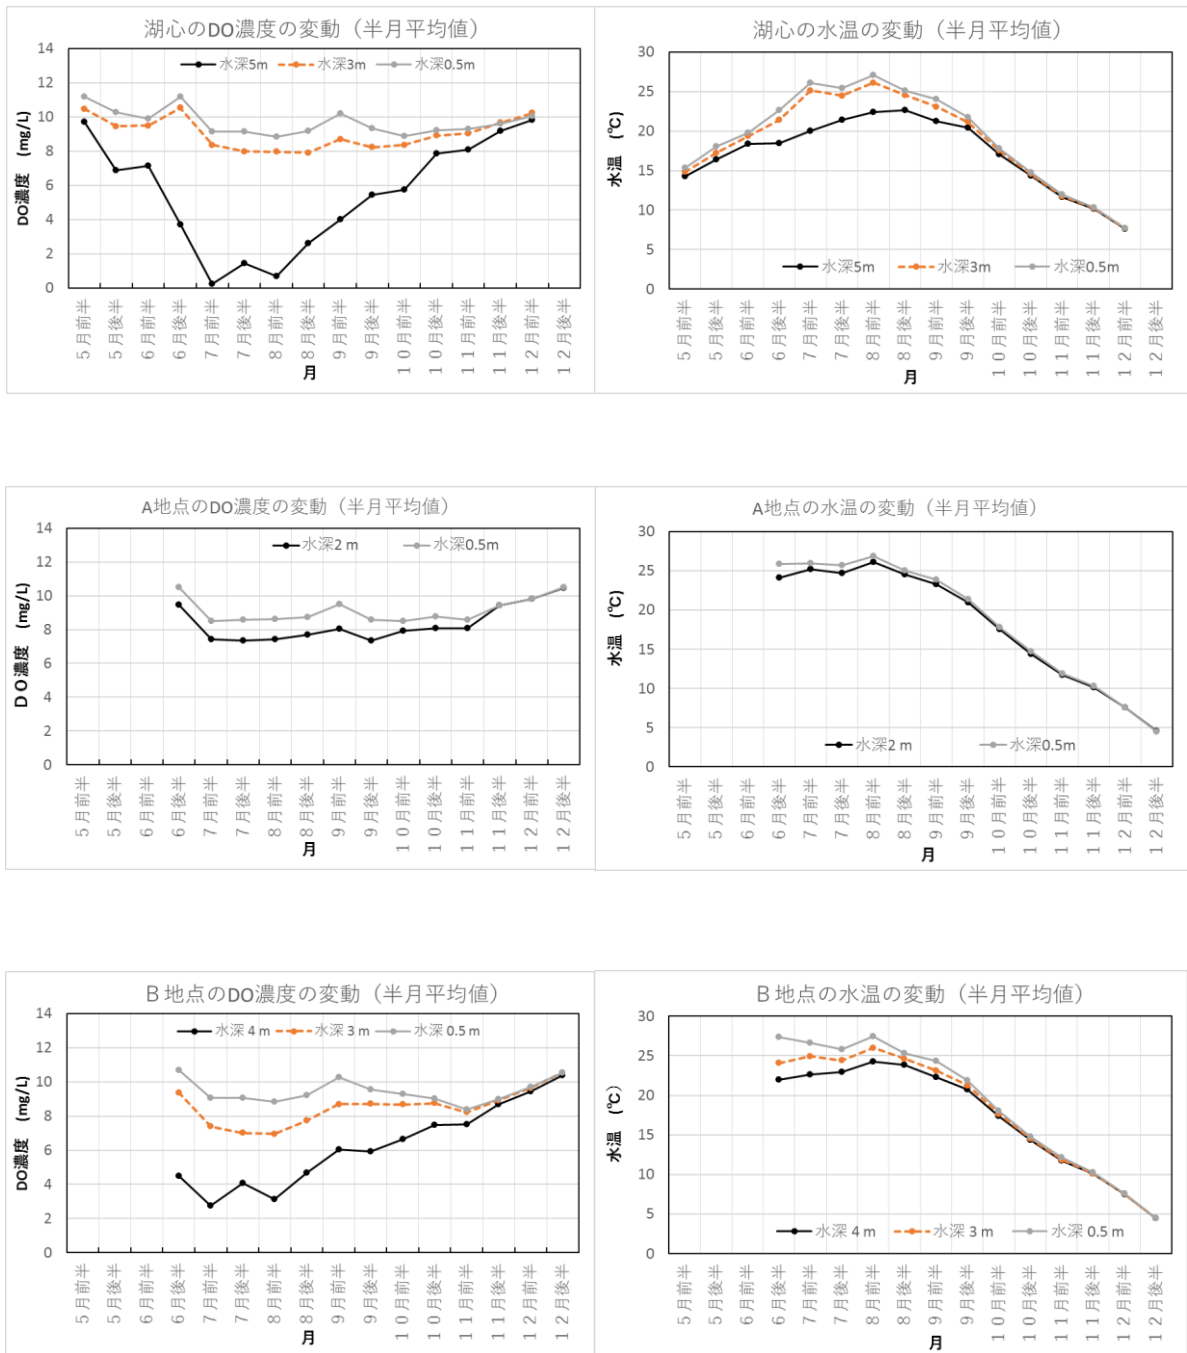 湖心のDO濃度の変動（半月平均値）
水深5m 水深3m 水深0.5m
DO濃度 (mg/L)
14
12
10
8
6
4
2
0
５月前半
５月後半
６月前半
６月後半
７月前半
７月後半
８月前半
８月後半
９月前半
９月後半
１０月前半
１０月後半
１１月前半
１１月後半
１２月前半
１２月後半
月
湖心の水温の変動（半月平均値）
水温 (℃)
30
25
20
15
10
5
0
水深5m 水深3m 水深0.5m
５月前半
５月後半
６月前半
６月後半
７月前半
７月後半
８月前半
８月後半
９月前半
９月後半
１０月前半
１０月後半
１１月前半
１１月後半
１２月前半
１２月後半
月
A地点のDO濃度の変動（半月平均値）
水深2 m 水深0.5m
ＤＯ濃度 (mg/L)
14
12
10
8
6
4
2
0
５月前半
５月後半
６月前半
６月後半
７月前半
７月後半
８月前半
８月後半
９月前半
９月後半
１０月前半
１０月後半
１１月前半
１１月後半
１２月前半
１２月後半
月
A地点の水温の変動（半月平均値）
水温 (℃)
30
25
20
15
10
5
0
水深2 m 水深0.5m
５月前半
５月後半
６月前半
６月後半
７月前半
７月後半
８月前半
８月後半
９月前半
９月後半
１０月前半
１０月後半
１１月前半
１１月後半
１２月前半
１２月後半
月
Ｂ地点のDO濃度の変動（半月平均値）
水深 4 m 水深 3 m 水深 0.5 m
DO濃度 (mg/L)
14
12
10
8
6
4
2
0
５月前半
５月後半
６月前半
６月後半
７月前半
７月後半
８月前半
８月後半
９月前半
９月後半
１０月前半
１０月後半
１１月前半
１１月後半
１２月前半
１２月後半
月
Ｂ地点の水温の変動（半月平均値）
水温 (℃)
30
25
20
15
10
5
0
水深 4 m 水深 3 m 水深 0.5 m
５月前半
５月後半
６月前半
６月後半
７月前半
７月後半
８月前半
８月後半
９月前半
９月後半
１０月前半
１０月後半
１１月前半
１１月後半
１２月前半
１２月後半
月